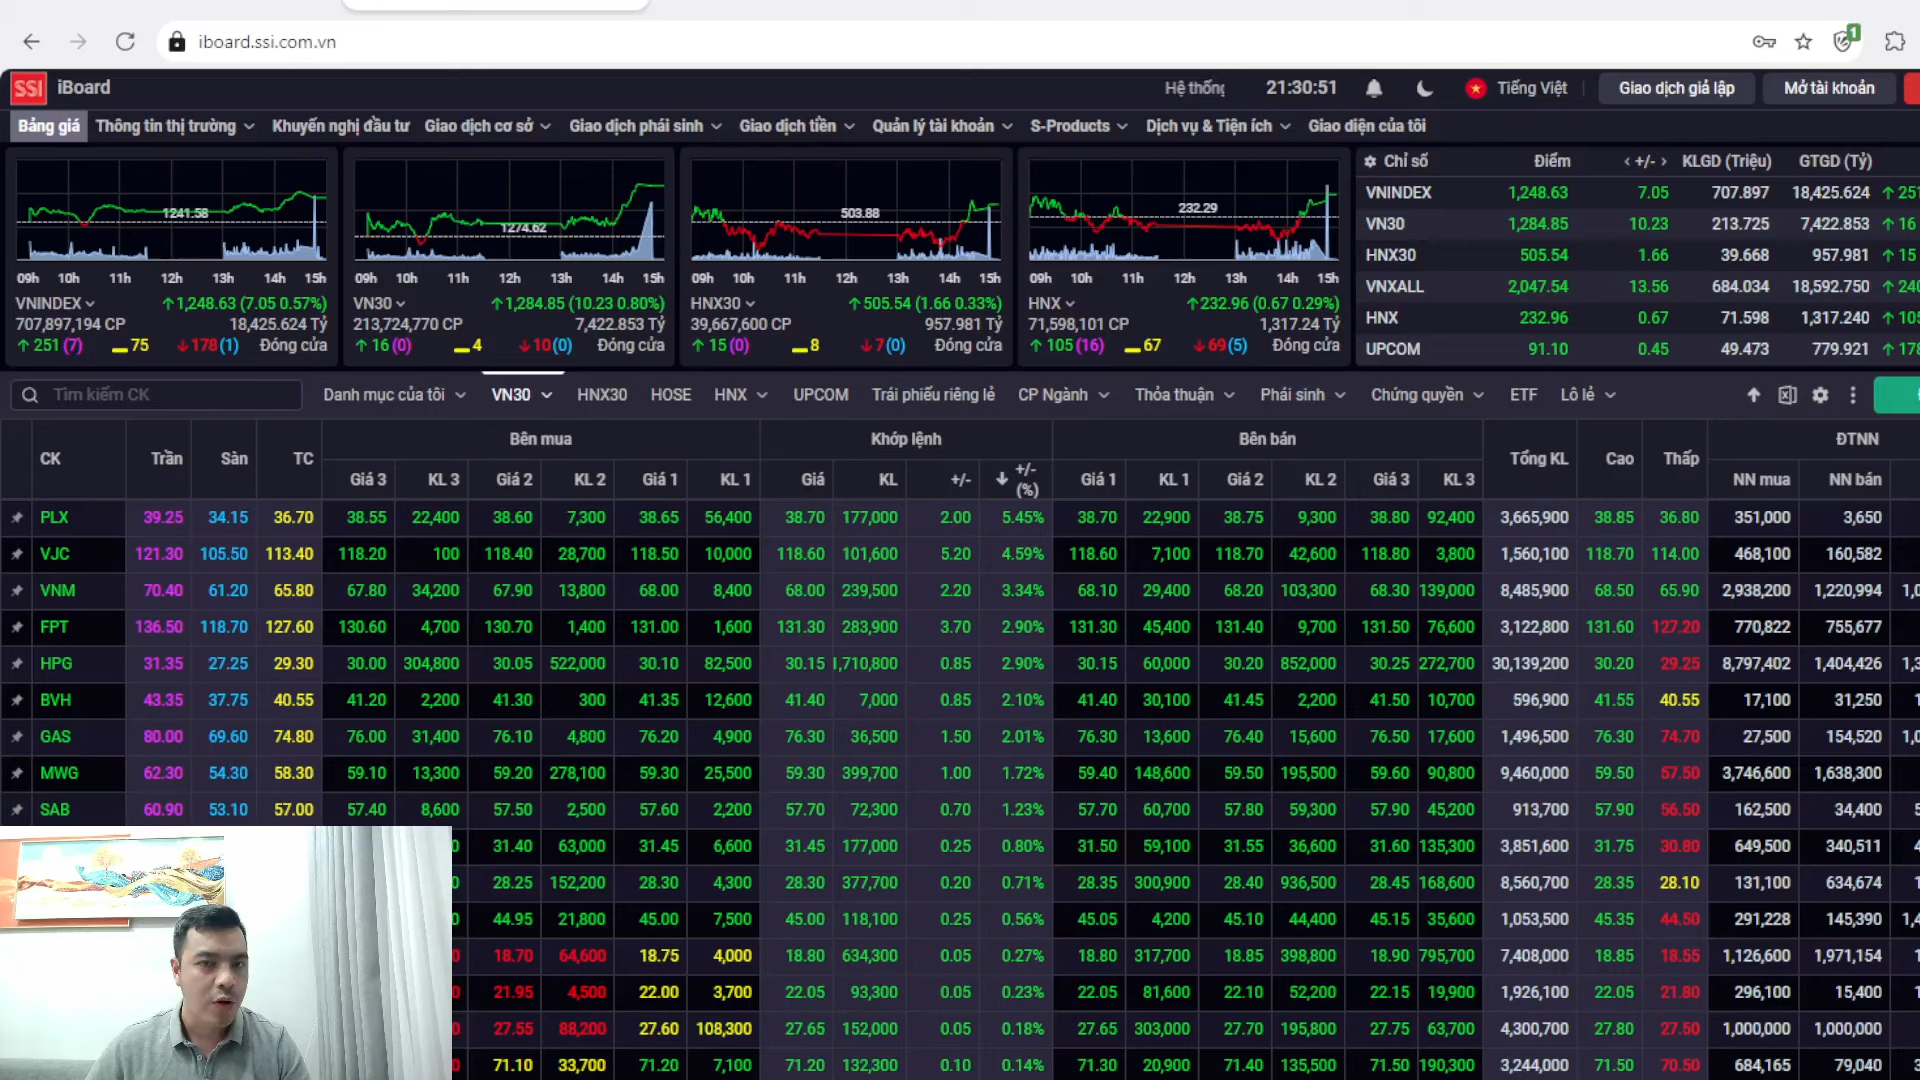 iboard.ssi.com.vn
1
SSI iBoard Hệ thống 21:30:51 Tiếng Việt Giao dịch giả lập Mở tài khoản
Bảng giá Thông tin thị trường Khuyến nghị đầu tư Giao dịch cơ sở Giao dịch phái sinh Giao dịch tiền Quản lý tài khoản S-Products Dịch vụ & Tiện ích Giao diện của tôi
1241.58 1274.62 503.88 232.29
09h 10h 11h 12h 13h 14h 15h 09h 10h 11h 12h 13h 14h 15h 09h 10h 11h 12h 13h 14h 15h 09h 10h 11h 12h 13h 14h 15h
VNINDEX ↑1,248.63 (7.05 0.57%) VN30 ↑1,284.85 (10.23 0.80%) HNX30 ↑505.54 (1.66 0.33%) HNX ↑232.96 (0.67 0.29%)
707,897,194 CP 18,425.624 Tỷ 213,724,770 CP 7,422.853 Tỷ 39,667,600 CP 957.981 Tỷ 71,598,101 CP 1,317.24 Tỷ
↑251(7) 75 ↓178(1) Đóng cửa ↑16(0) 4 ↓10(0) Đóng cửa ↑15(0) 8 ↓7(0) Đóng cửa ↑105(16) 67 ↓69(5) Đóng cửa
Chỉ số Điểm ‹ +/- › KLGD (Triệu) GTGD (Tỷ)
VNINDEX 1,248.63 7.05 707.897 18,425.624 ↑251
VN30 1,284.85 10.23 213.725 7,422.853 ↑16
HNX30 505.54 1.66 39.668 957.981 ↑15
VNXALL 2,047.54 13.56 684.034 18,592.750 ↑240
HNX 232.96 0.67 71.598 1,317.240 ↑105
UPCOM 91.10 0.45 49.473 779.921 ↑178
Tìm kiếm CK Danh mục của tôi VN30 HNX30 HOSE HNX UPCOM Trái phiếu riêng lẻ CP Ngành Thỏa thuận Phái sinh Chứng quyền ETF Lô lẻ
CK Trần Sàn TC Bên mua Khớp lệnh Bên bán Tổng KL Cao Thấp ĐTNN
Giá 3 KL 3 Giá 2 KL 2 Giá 1 KL 1 Giá KL +/- ↓ +/- (%) Giá 1 KL 1 Giá 2 KL 2 Giá 3 KL 3 NN mua NN bán
PLX 39.25 34.15 36.70 38.55 22,400 38.60 7,300 38.65 56,400 38.70 177,000 2.00 5.45% 38.70 22,900 38.75 9,300 38.80 92,400 3,665,900 38.85 36.80 351,000 3,650
VJC 121.30 105.50 113.40 118.20 100 118.40 28,700 118.50 10,000 118.60 101,600 5.20 4.59% 118.60 7,100 118.70 42,600 118.80 3,800 1,560,100 118.70 114.00 468,100 160,582
VNM 70.40 61.20 65.80 67.80 34,200 67.90 13,800 68.00 8,400 68.00 239,500 2.20 3.34% 68.10 29,400 68.20 103,300 68.30 139,000 8,485,900 68.50 65.90 2,938,200 1,220,994 1,0
FPT 136.50 118.70 127.60 130.60 4,700 130.70 1,400 131.00 1,600 131.30 283,900 3.70 2.90% 131.30 45,400 131.40 9,700 131.50 76,600 3,122,800 131.60 127.20 770,822 755,677
HPG 31.35 27.25 29.30 30.00 304,800 30.05 522,000 30.10 82,500 30.15 1,710,800 0.85 2.90% 30.15 60,000 30.20 852,000 30.25 272,700 30,139,200 30.20 29.25 8,797,402 1,404,426 1,3
BVH 43.35 37.75 40.55 41.20 2,200 41.30 300 41.35 12,600 41.40 7,000 0.85 2.10% 41.40 30,100 41.45 2,200 41.50 10,700 596,900 41.55 40.55 17,100 31,250
GAS 80.00 69.60 74.80 76.00 31,400 76.10 4,800 76.20 4,900 76.30 36,500 1.50 2.01% 76.30 13,600 76.40 15,600 76.50 17,600 1,496,500 76.30 74.70 27,500 154,520 1,0
MWG 62.30 54.30 58.30 59.10 13,300 59.20 278,100 59.30 25,500 59.30 399,700 1.00 1.72% 59.40 148,600 59.50 195,500 59.60 90,800 9,460,000 59.50 57.50 3,746,600 1,638,300
SAB 60.90 53.10 57.00 57.40 8,600 57.50 2,500 57.60 2,200 57.70 72,300 0.70 1.23% 57.70 60,700 57.80 59,300 57.90 45,200 913,700 57.90 56.50 162,500 34,400 5
0 31.40 63,000 31.45 6,600 31.45 177,000 0.25 0.80% 31.50 59,100 31.55 36,600 31.60 135,300 3,851,600 31.75 30.80 649,500 340,511 4
0 28.25 152,200 28.30 4,300 28.30 377,700 0.20 0.71% 28.35 300,900 28.40 936,500 28.45 168,600 8,560,700 28.35 28.10 131,100 634,674 1
0 44.95 21,800 45.00 7,500 45.00 118,100 0.25 0.56% 45.05 4,200 45.10 44,400 45.15 35,600 1,053,500 45.35 44.50 291,228 145,390 1,4
0 18.70 64,600 18.75 4,000 18.80 634,300 0.05 0.27% 18.80 317,700 18.85 398,800 18.90 795,700 7,408,000 18.85 18.55 1,126,600 1,971,154 1
0 21.95 4,500 22.00 3,700 22.05 93,300 0.05 0.23% 22.05 81,600 22.10 52,200 22.15 19,900 1,926,100 22.05 21.80 296,100 15,400
0 27.55 88,200 27.60 108,300 27.65 152,000 0.05 0.18% 27.65 303,000 27.70 195,800 27.75 63,700 4,300,700 27.80 27.50 1,000,000 1,000,000
71.10 33,700 71.20 7,100 71.20 132,300 0.10 0.14% 71.30 20,900 71.40 135,500 71.50 190,300 3,244,000 71.50 70.50 684,165 79,040